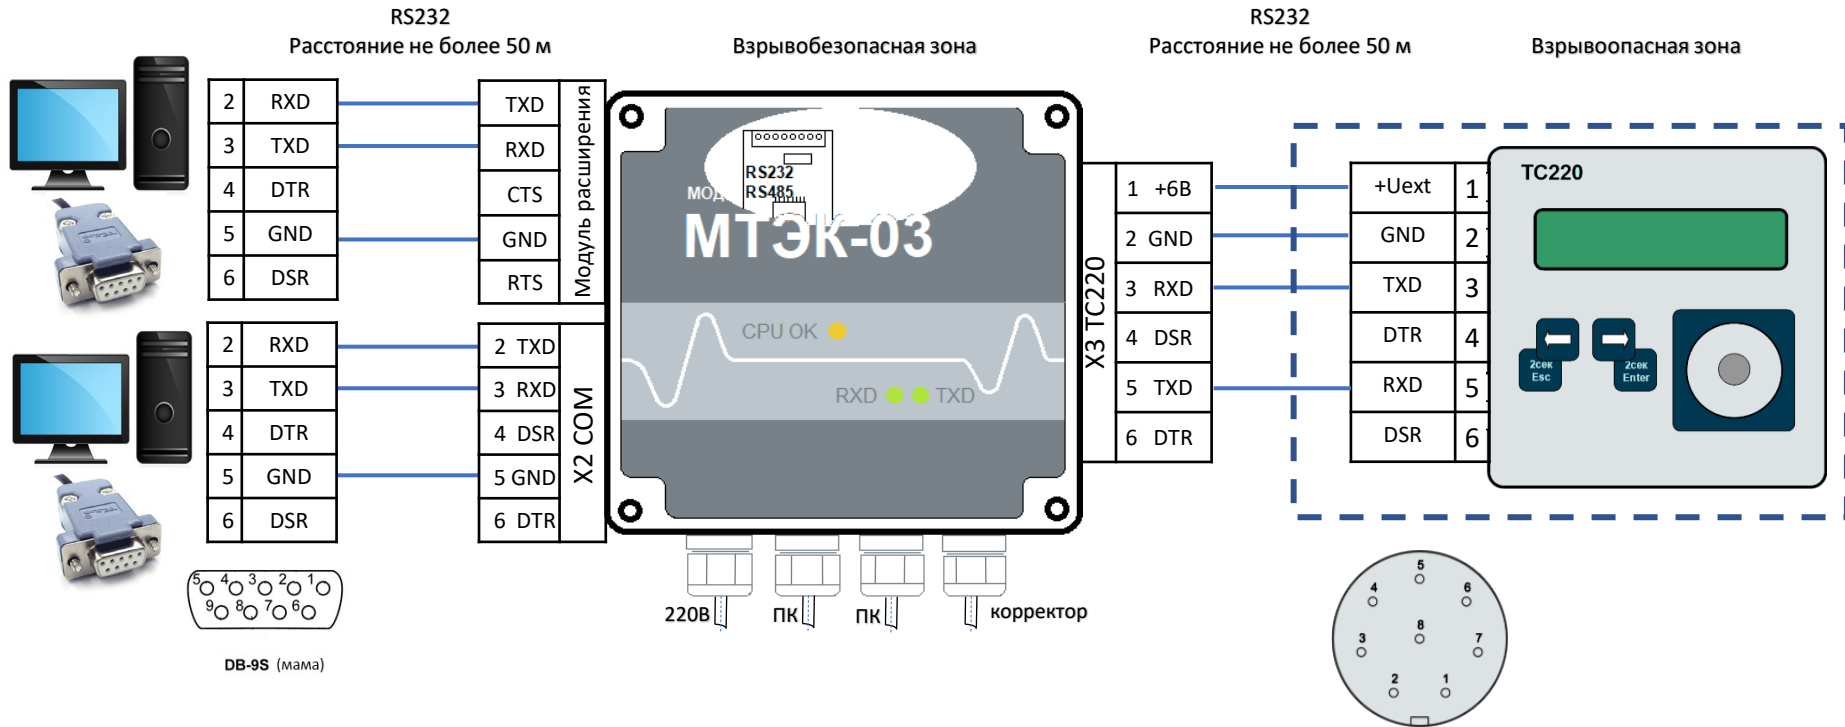 RS232
Расстояние не более 50 м
Взрывобезопасная зона
RS232
Расстояние не более 50 м
Взрывоопасная зона
2 RXD
3 TXD
4 DTR
5 GND
6 DSR
TXD
RXD
CTS
GND
RTS
Модуль расширения
2 RXD
3 TXD
4 DTR
5 GND
6 DSR
2 TXD
3 RXD
4 DSR
5 GND
6 DTR
X2 COM
RS232
RS485
МОД
МТЭК-03
CPU OK
RXD TXD
X3 TC220
1 +6В
2 GND
3 RXD
4 DSR
5 TXD
6 DTR
+Uext 1
GND 2
TXD 3
DTR 4
RXD 5
DSR 6
TC220
2сек
Esc
2сек
Enter
220В
ПК
ПК
корректор
5 4 3 2 1
9 8 7 6
DB-9S (мама)
5
4 6
8
3 7
2 1